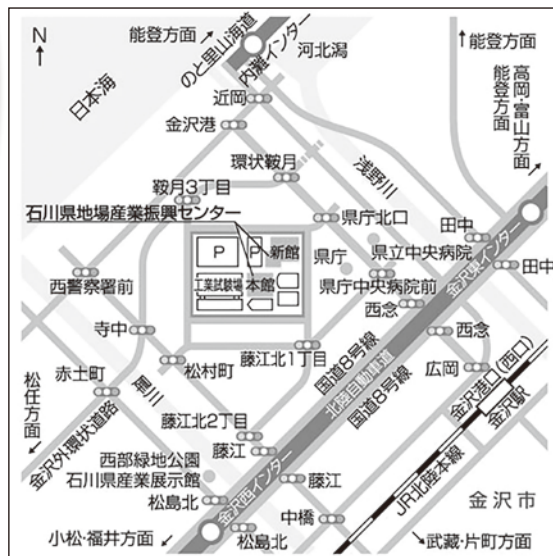 N
能登方面
のと里山海道
内灘インター
河北潟
能登方面
高岡・富山方面
能登方面
日本海
近岡
金沢港
浅野川
環状鞍月
鞍月3丁目
石川県地場産業振興センター
県庁北口
P
P
新館
県庁
県立中央病院
田中
金沢東インター
田中
工業試験場
本館
県庁中央病院前
西警察署前
西念
西念
寺中
松村町
藤江北1丁目
国道8号線
北陸自動車道
国道8号線
広岡
金沢港口(西口)
金沢駅
赤土町
犀川
松任方面
金沢外環状道路
藤江北2丁目
藤江
西部緑地公園
石川県産業展示館
藤江
JR北陸本線
松島北
金沢西インター
中橋
金沢市
小松・福井方面
松島北
武蔵・片町方面